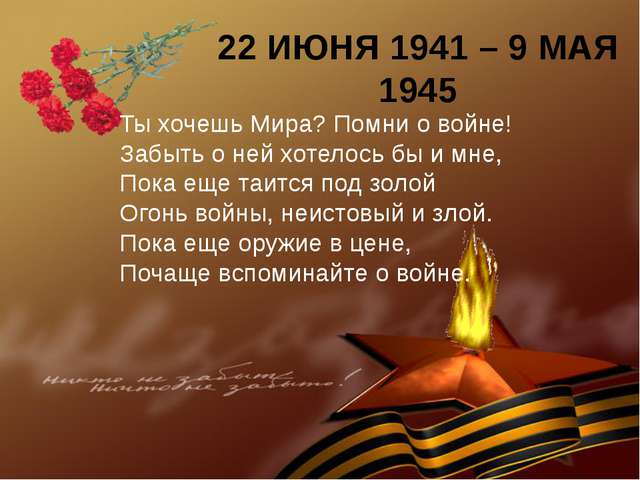 22 ИЮНЯ 1941 – 9 МАЯ
1945
Ты хочешь Мира? Помни о войне!
Забыть о ней хотелось бы и мне,
Пока еще таится под золой
Огонь войны, неистовый и злой.
Пока еще оружие в цене,
Почаще вспоминайте о войне.
Никто не забыт
Ничто не забыто!